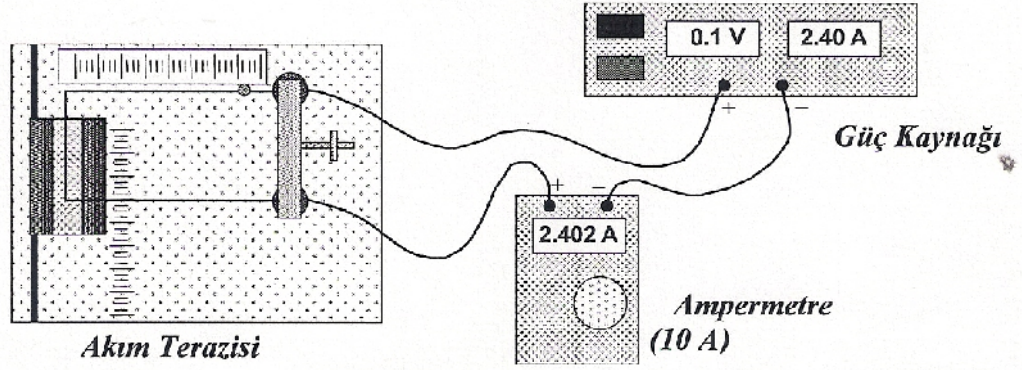 0.1 V 2.40 A
+ −
Güç Kaynağı
+ −
2.402 A
Ampermetre
(10 A)
Akım Terazisi